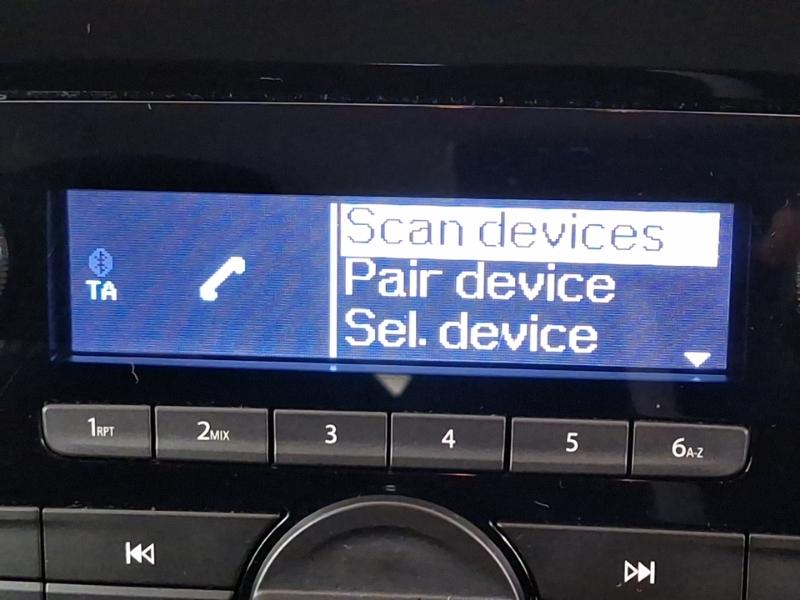 Scan devices
Pair device
Sel. device
TA
1RPT
2MIX
3
4
5
6A-Z